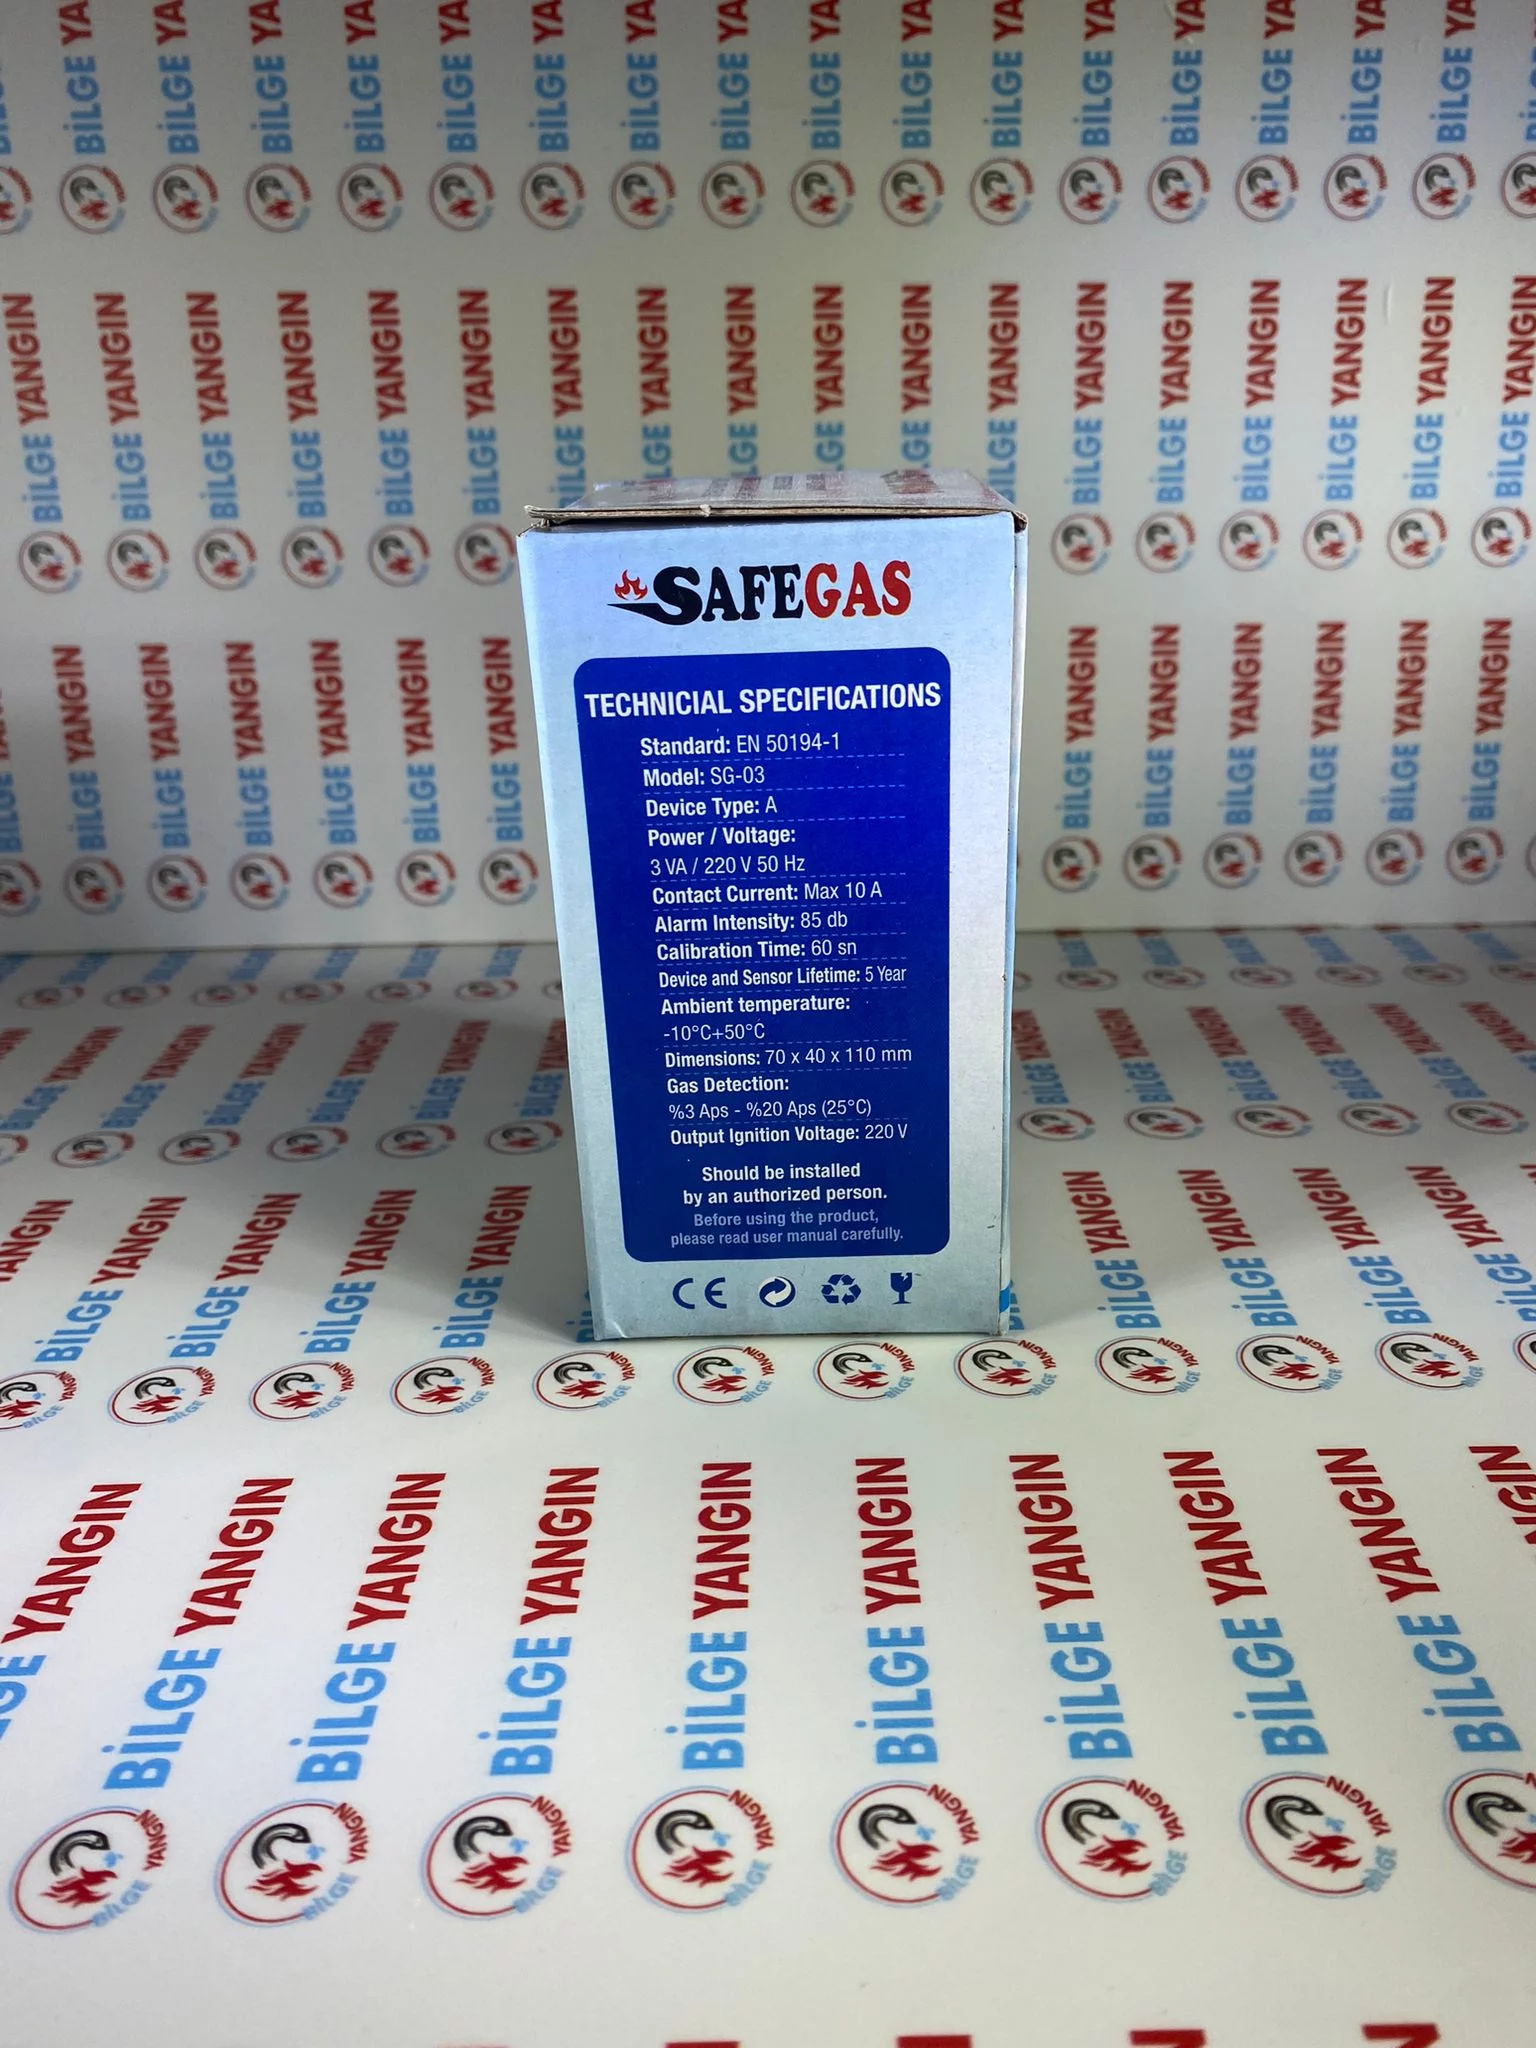 SAFEGAS
TECHNICIAL SPECIFICATIONS
Standard: EN 50194-1
Model: SG-03
Device Type: A
Power / Voltage:
3 VA / 220 V 50 Hz
Contact Current: Max 10 A
Alarm Intensity: 85 db
Calibration Time: 60 sn
Device and Sensor Lifetime: 5 Year
Ambient temperature:
-10°C+50°C
Dimensions: 70 x 40 x 110 mm
Gas Detection:
%3 Aps - %20 Aps (25°C)
Output Ignition Voltage: 220 V
Should be installed
by an authorized person.
Before using the product,
please read user manual carefully.
CE
BİLGE YANGIN